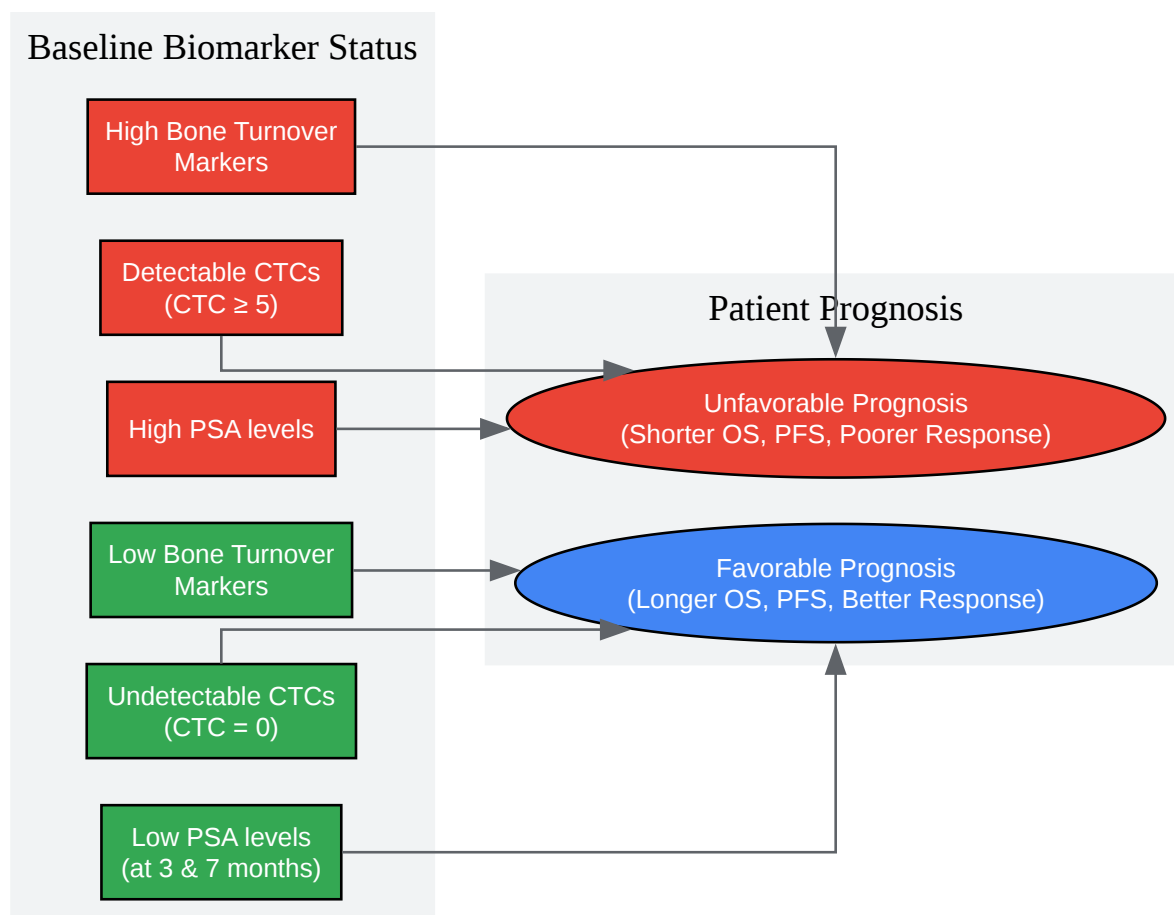 Baseline Biomarker Status
High Bone Turnover
Markers
Detectable CTCs
(CTC ≥ 5)
High PSA levels
Low Bone Turnover
Markers
Undetectable CTCs
(CTC = 0)
Low PSA levels
(at 3 & 7 months)
Patient Prognosis
Unfavorable Prognosis
(Shorter OS, PFS, Poorer Response)
Favorable Prognosis
(Longer OS, PFS, Better Response)